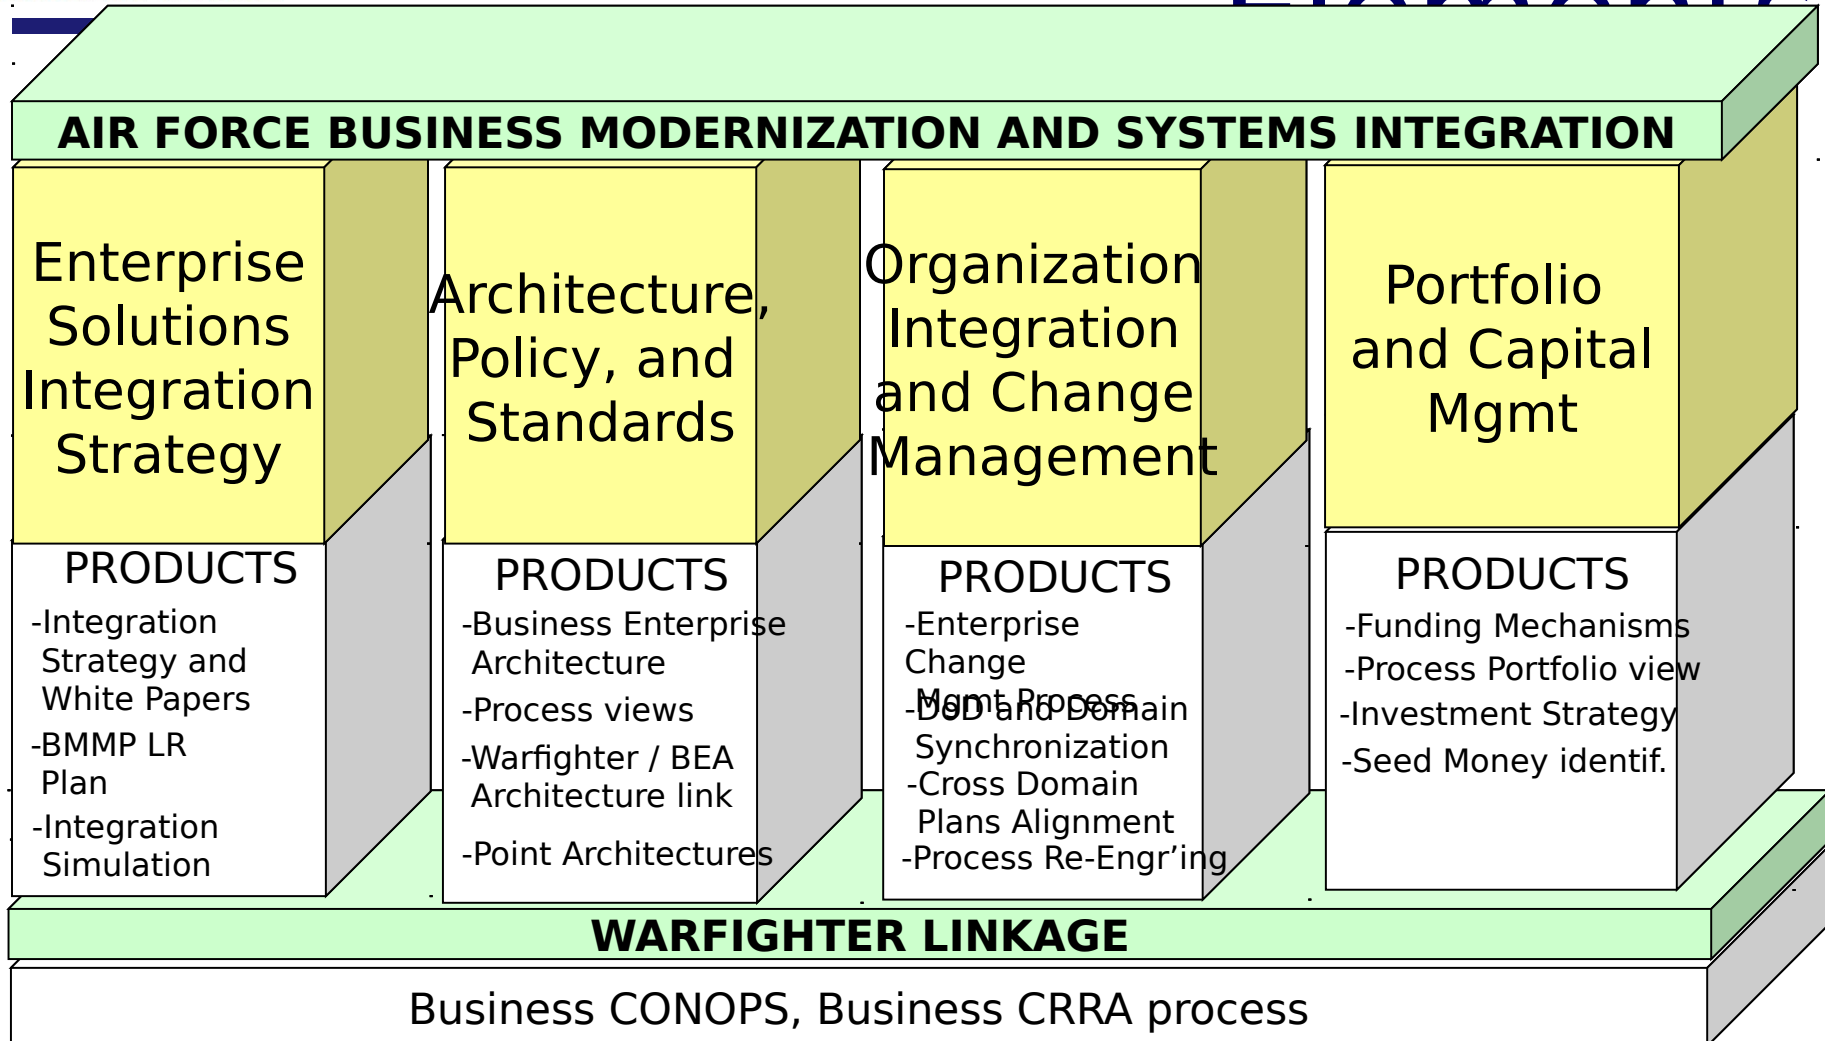 AIR FORCE BUSINESS MODERNIZATION AND SYSTEMS INTEGRATION
Enterprise
Solutions
Integration
Strategy
PRODUCTS
-Integration
Strategy and
White Papers
-BMMP LR
Plan
-Integration
Simulation
Architecture,
Policy, and
Standards
PRODUCTS
-Business Enterprise
Architecture
-Process views
-Warfighter / BEA
Architecture link
-Point Architectures
Organization
Integration
and Change
Management
PRODUCTS
-Enterprise
Change
Mgmt Process
-DoD and Domain
Synchronization
-Cross Domain
Plans Alignment
-Process Re-Engr’ing
Portfolio
and Capital
Mgmt
PRODUCTS
-Funding Mechanisms
-Process Portfolio view
-Investment Strategy
-Seed Money identif.
WARFIGHTER LINKAGE
Business CONOPS, Business CRRA process